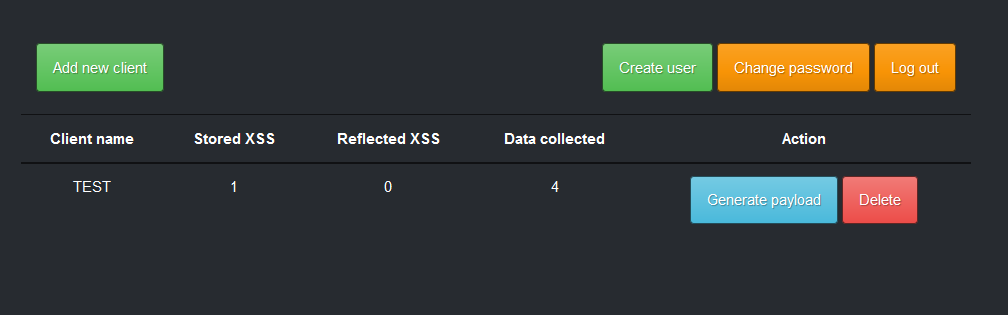 Add new client Create user Change password Log out
Client name Stored XSS Reflected XSS Data collected Action
TEST 1 0 4 Generate payload Delete